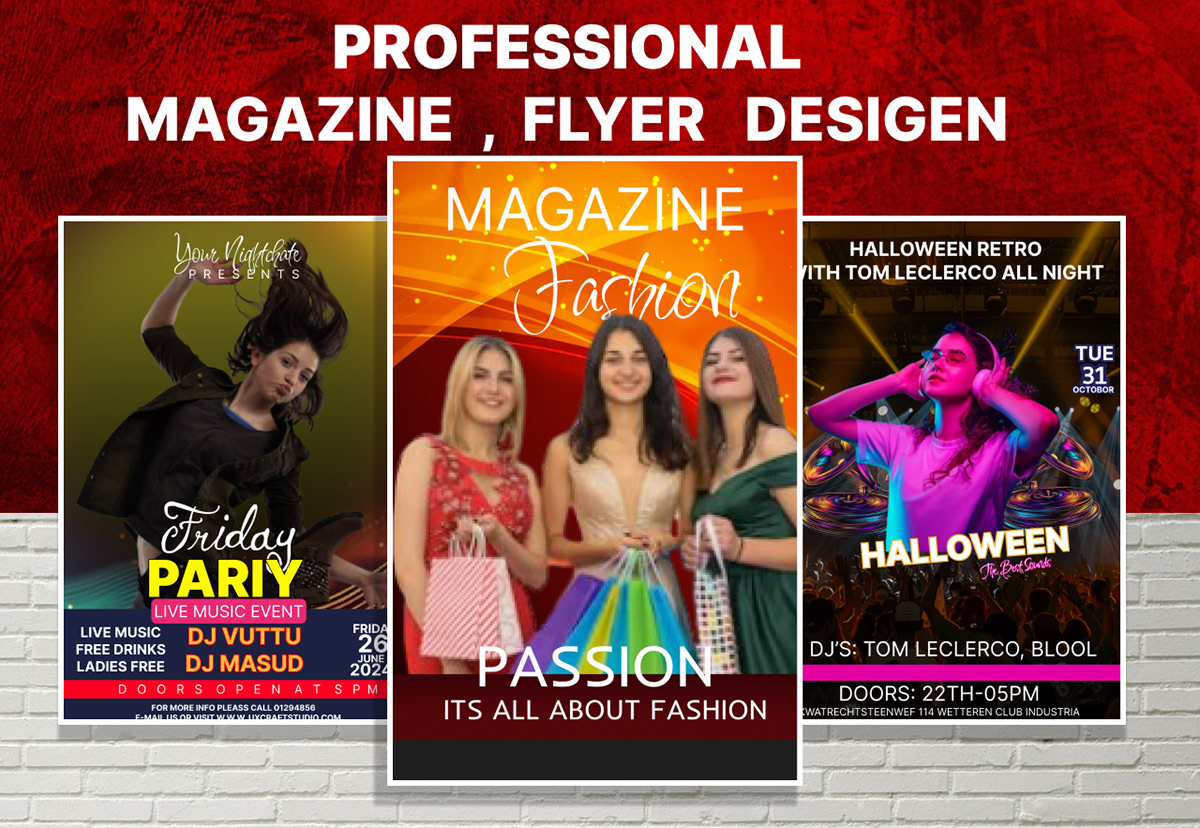 PROFESSIONAL
MAGAZINE , FLYER DESIGEN
Your Nightchate
PRESENTS
Friday
PARIY
LIVE MUSIC EVENT
LIVE MUSIC
FREE DRINKS
LADIES FREE
DJ VUTTU
DJ MASUD
FRIDA
26
JUNE
2024
DOORS OPEN AT SPM
FOR MORE INFO PLEASS CALL 01294856
E-MAIL US OR VISIT W W W. UXCRAFTSTUDIO.COM
MAGAZINE
Fashion
PASSION
ITS ALL ABOUT FASHION
HALLOWEEN RETRO
ITH TOM LECLERCO ALL NIGHT
TUE
31
OCTOBOR
HALLOWEEN
The Best Sounds
DJ'S: TOM LECLERCO, BLOOL
DOORS: 22TH-05PM
KWATRECHTSTEENWEF 114 WETTEREN CLUB INDUSTRIA